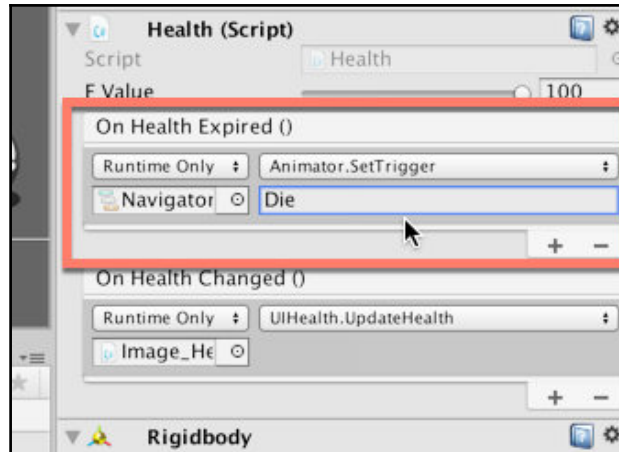 Health (Script)
Script Health
F Value 100
On Health Expired ()
Runtime Only Animator.SetTrigger
Navigator Die
On Health Changed ()
Runtime Only UIHealth.UpdateHealth
Image_He
Rigidbody